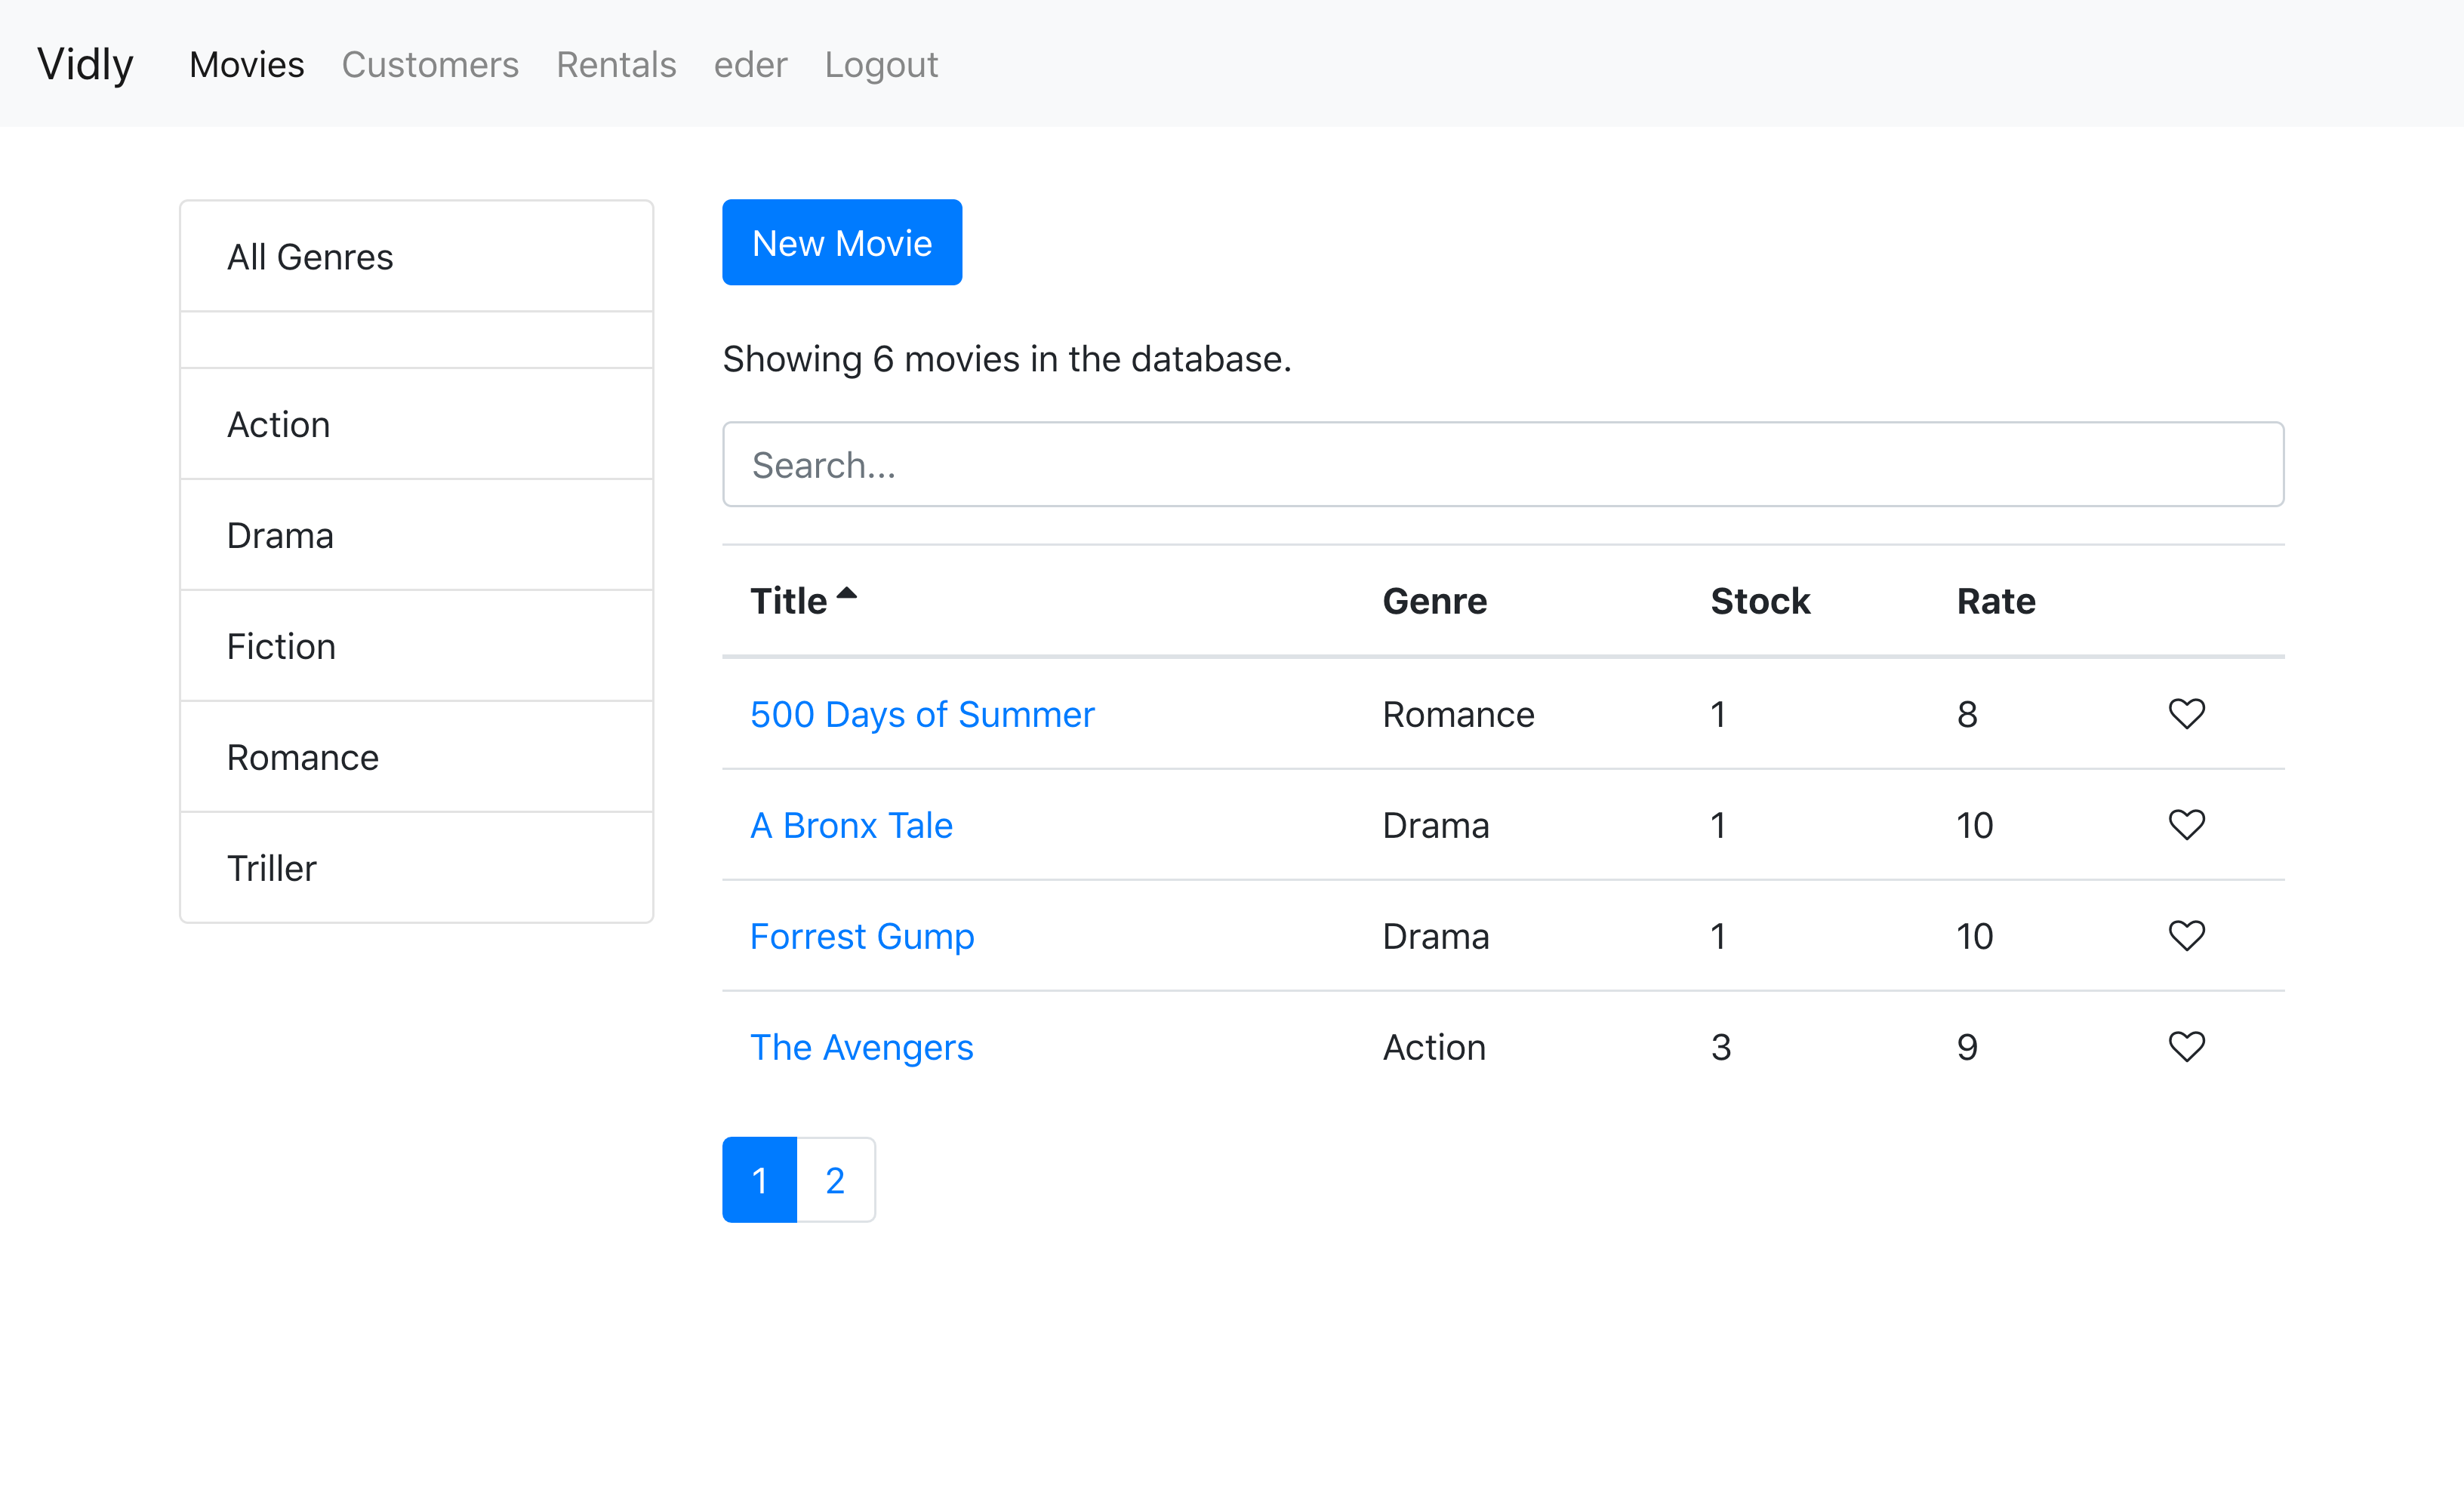 Vidly Movies Customers Rentals eder Logout
All Genres
Action
Drama
Fiction
Romance
Triller
New Movie
Showing 6 movies in the database.
Search...
Title Genre Stock Rate
500 Days of Summer Romance 1 8
A Bronx Tale Drama 1 10
Forrest Gump Drama 1 10
The Avengers Action 3 9
1 2